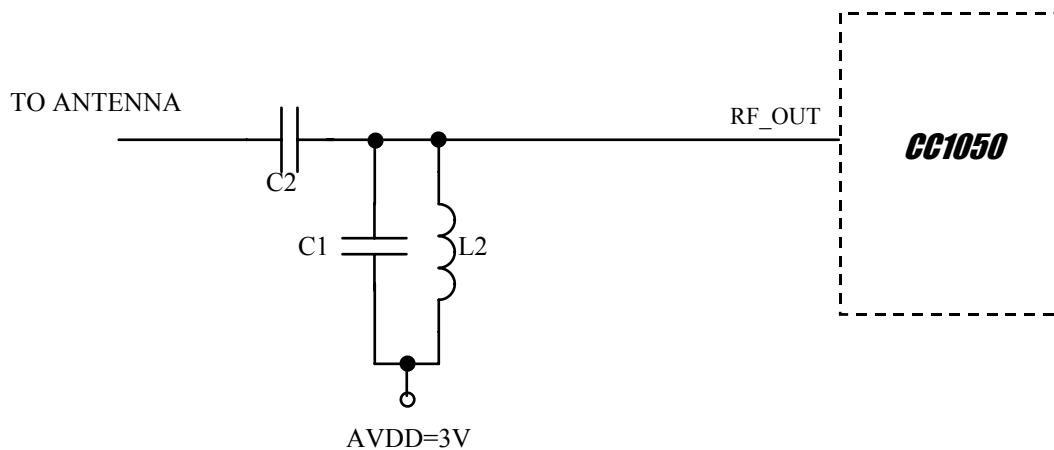 TO ANTENNA
RF_OUT
CC1050
C2
C1
L2
AVDD=3V